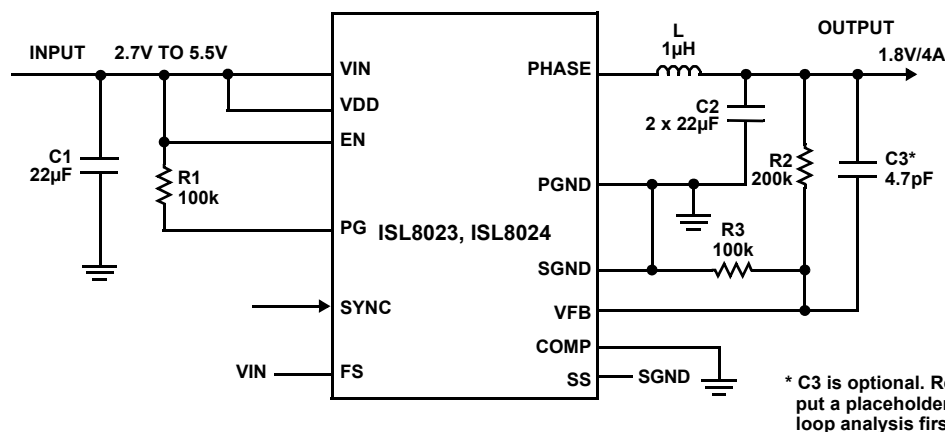 INPUT
2.7V TO 5.5V
C1
22µF
R1
100k
VIN
VDD
EN
PG
ISL8023, ISL8024
SYNC
VIN
FS
PHASE
PGND
SGND
VFB
COMP
SS
SGND
L
1µH
OUTPUT
1.8V/4A
C2
2 x 22µF
R2
200k
C3*
4.7pF
R3
100k
* C3 is optional.
put a placeholder
loop analysis